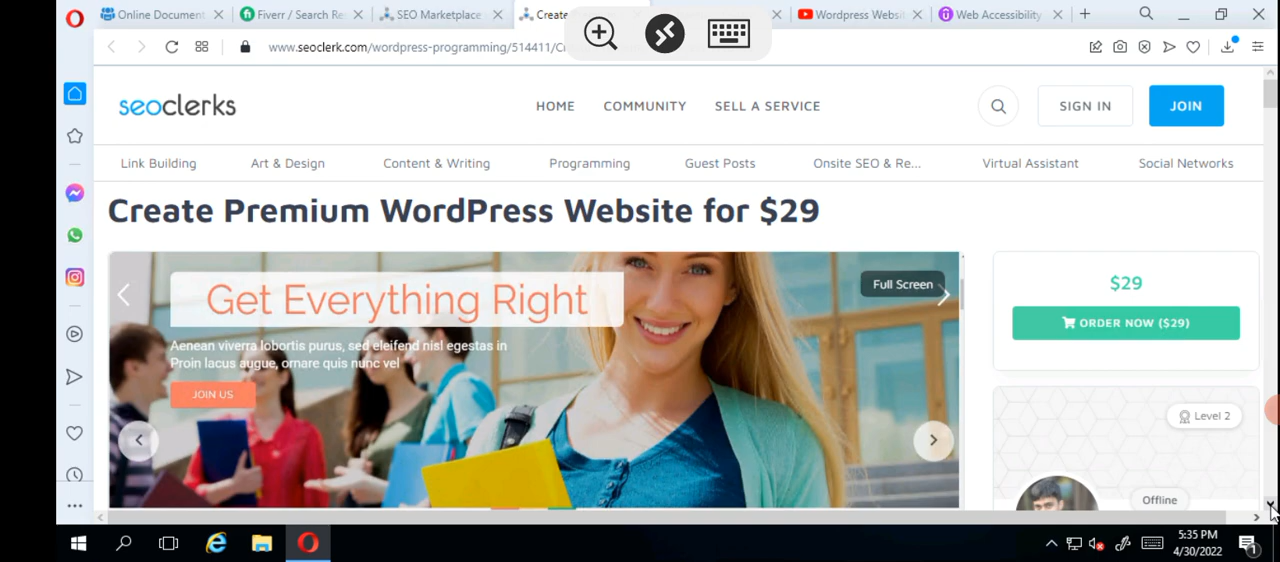 Online Document
Fiverr / Search Re
SEO Marketplace
Create
Wordpress Websi
Web Accessibility
www.seoclerk.com/wordpress-programming/514411/C
seoclerks
HOME
COMMUNITY
SELL A SERVICE
SIGN IN
JOIN
Link Building
Art & Design
Content & Writing
Programming
Guest Posts
Onsite SEO & Re...
Virtual Assistant
Social Networks
Create Premium WordPress Website for $29
Get Everything Right
Full Screen
Aenean viverra lobortis purus, sed eleifend nisl egestas in
Proin lacus augue, ornare quis nunc vel
JOIN US
$29
ORDER NOW ($29)
Level 2
Offline
5:35 PM
4/30/2022
1